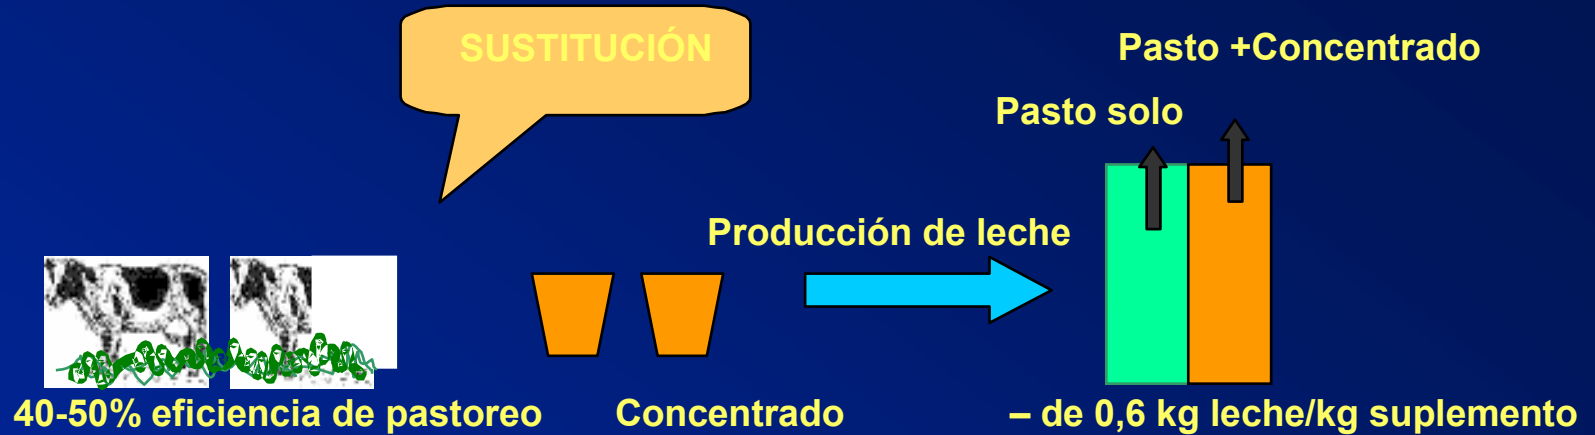 SUSTITUCIÓN
Pasto +Concentrado
Pasto solo
Producción de leche
40-50% eficiencia de pastoreo
Concentrado
– de 0,6 kg leche/kg suplemento